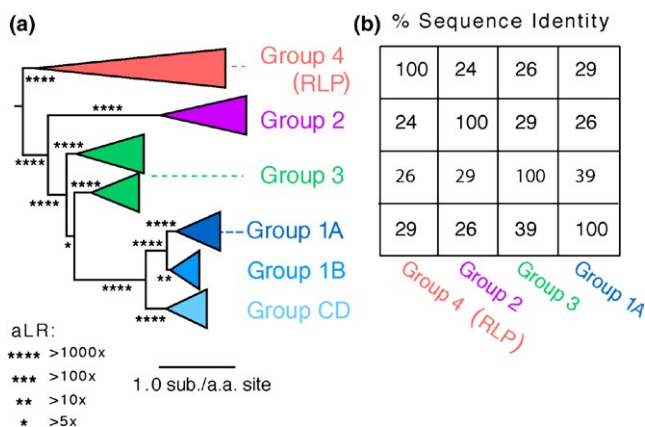 (a)
Group 4
(RLP)
Group 2
Group 3
Group 1A
Group 1B
Group CD
****
****
****
****
****
****
*
****
****
**
****
****
aLR:
**** >1000x
*** >100x
** >10x
* >5x
1.0 sub./a.a. site
(b) % Sequence Identity
100 24 26 29
24 100 29 26
26 29 100 39
29 26 39 100
Group 4 (RLP)
Group 2
Group 3
Group 1A